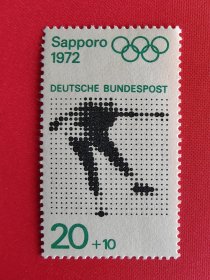 Sapporo
1972
DEUTSCHE BUNDESPOST
20+10